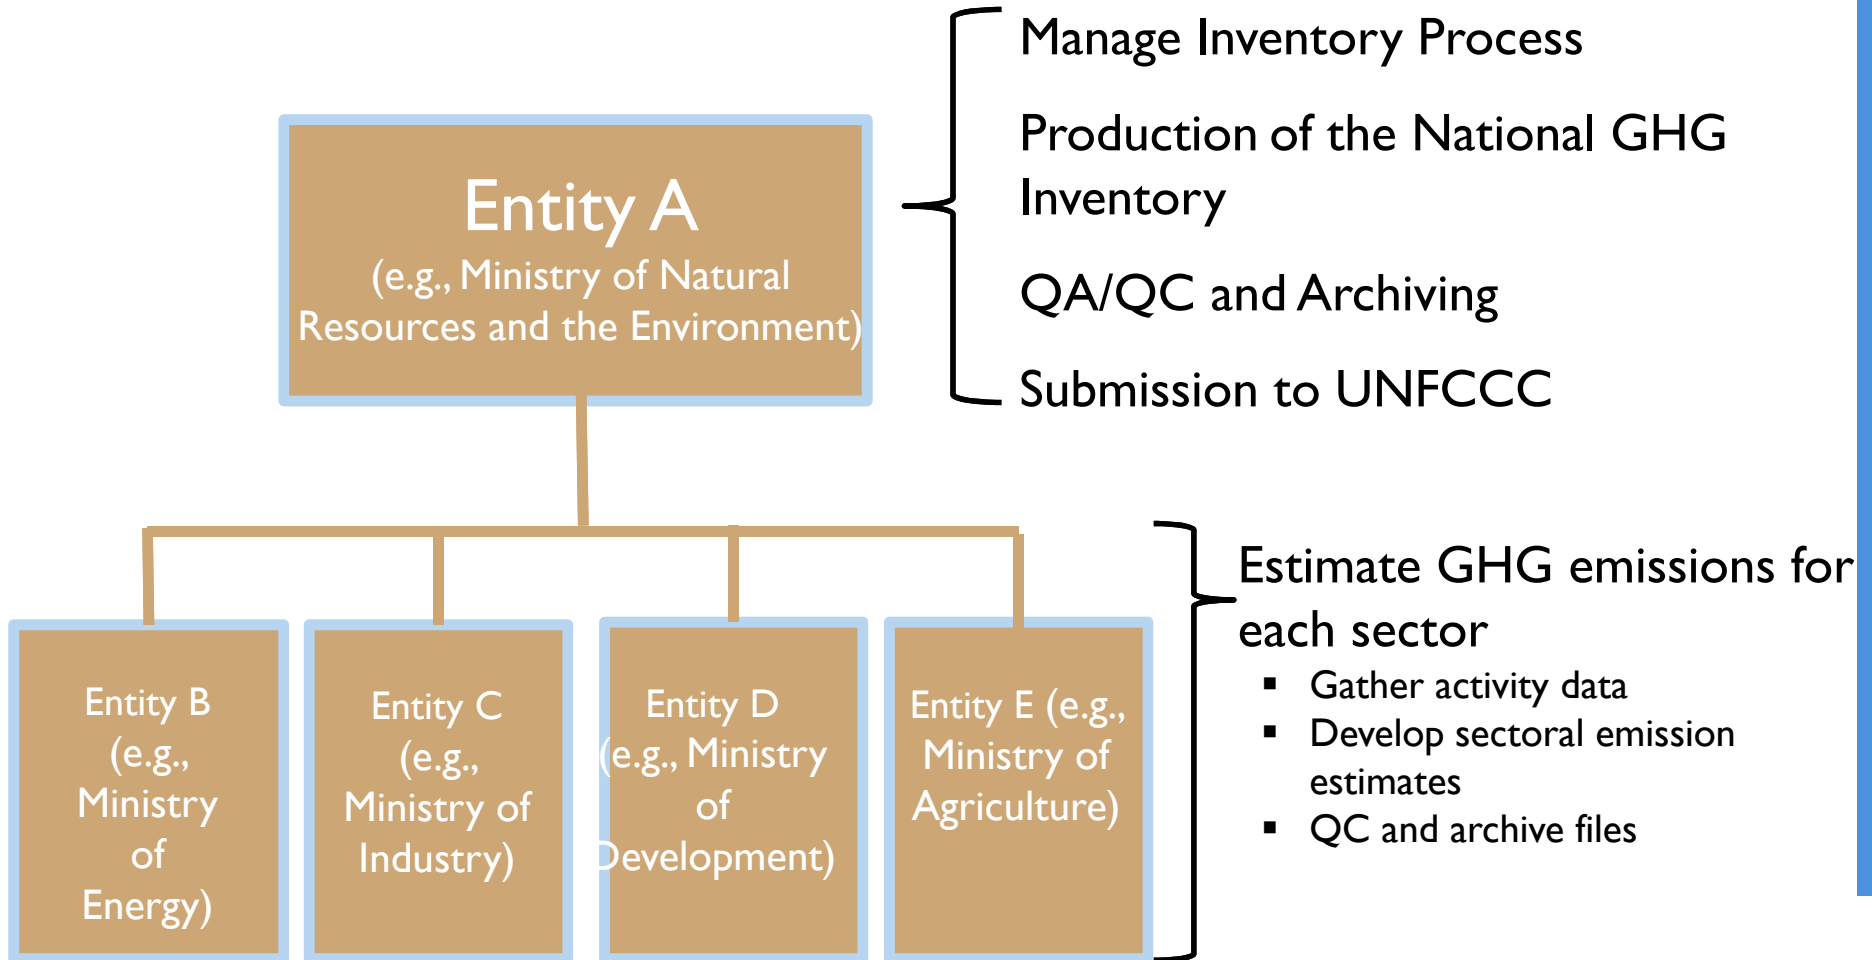 Manage Inventory Process
Production of the National GHG
Inventory
QA/QC and Archiving
Submission to UNFCCC
Entity A
(e.g., Ministry of Natural
Resources and the Environment)
Entity B
(e.g.,
Ministry
of
Energy)
Entity C
(e.g.,
Ministry of
Industry)
Entity D
(e.g., Ministry
of
Development)
Entity E (e.g.,
Ministry of
Agriculture)
Estimate GHG emissions for
each sector
▪ Gather activity data
▪ Develop sectoral emission
estimates
▪ QC and archive files